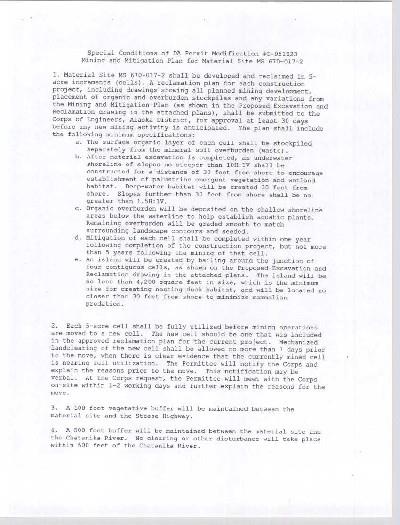 Special Conditions of DA Permit Modification #C-951123
Mining and Mitigation Plan for Material Site MS 670-017-2
1. Material Site MS 670-017-2 shall be developed and reclaimed in 5-
acre increments (cells). A reclamation plan for each construction
project, including drawings showing all planned mining development,
placement of organic and overburden stockpiles and any variations from
the Mining and Mitigation Plan (as shown in the Proposed Excavation and
Reclamation drawing in the attached plans), shall be submitted to the
Corps of Engineers, Alaska District, for approval at least 30 days
before any new mining activity is anticipated. The plan shall include
the following minimum specifications:
a. The surface organic layer of each cell shall be stockpiled
separately from the mineral soil overburden (waste).
b. After material excavation is completed, an underwater
shoreline of slopes no steeper than 10H:1V shall be
constructed for a distance of 30 feet from shore to encourage
establishment of palustrine emergent vegetation and wetland
habitat. Deepwater habitat will be created 30 feet from
shore. Slopes further than 30 feet from shore shall be no
greater than 1.5H:1V.
c. Organic overburden will be deposited on the shallow shoreline
areas below the waterline to help establish aquatic plants.
Remaining overburden will be graded smooth to match
surrounding landscape contours and seeded.
d. Mitigation of each cell shall be completed within one year
following completion of the construction project, but not more
than 5 years following the mining of that cell.
e. An island will be created by hauling around the junction of
four contiguous cells, as shown on the Proposed Excavation and
Reclamation drawing in the attached plans. The island will be
no less than 4,200 square feet in size, which is the minimum
size for creating nesting duck habitat, and will be located no
closer than 30 feet from shore to minimize mammalian
predation.
2. Each 5-acre cell shall be fully utilized before mining operations
are moved to a new cell. The new cell should be one that was included
in the approved reclamation plan for the current project. Mechanized
landclearing of the new cell shall be allowed no more than 7 days prior
to the move, when there is clear evidence that the currently mined cell
is nearing full utilization. The Permittee will notify the Corps and
explain the reasons prior to the move. This notification may be
verbal. At the Corps request, the Permittee will meet with the Corps
on-site within 1-2 working days and further explain the reasons for the
move.
3. A 100 foot vegetative buffer will be maintained between the
material site and the Steese Highway.
4. A 500 foot buffer will be maintained between the material site and
the Chatanika River. No clearing or other disturbance will take place
within 500 feet of the Chatanika River.